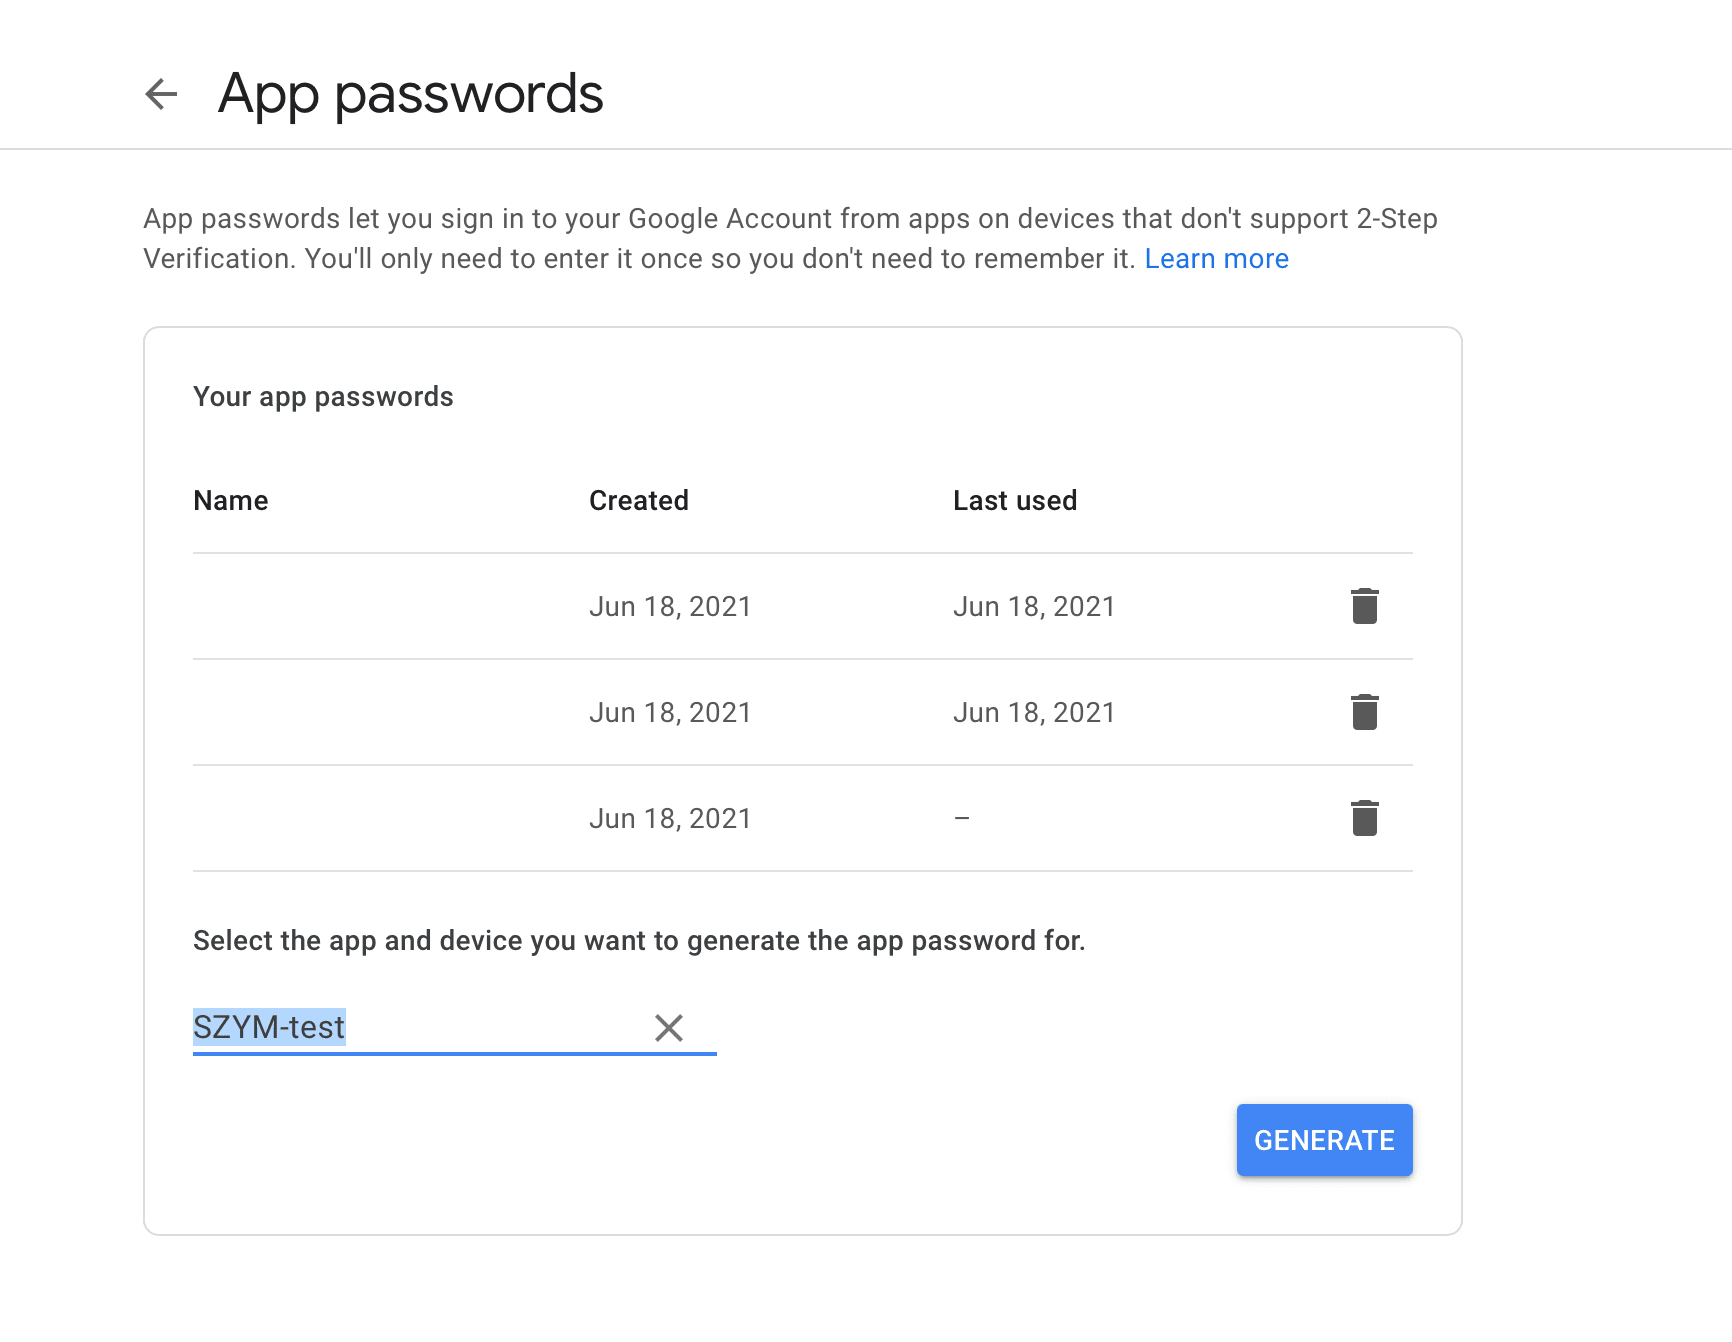 App passwords
App passwords let you sign in to your Google Account from apps on devices that don't support 2-Step
Verification. You'll only need to enter it once so you don't need to remember it. Learn more
Your app passwords
Name Created Last used
Jun 18, 2021 Jun 18, 2021
Jun 18, 2021 Jun 18, 2021
Jun 18, 2021 –
Select the app and device you want to generate the app password for.
SZYM-test
GENERATE